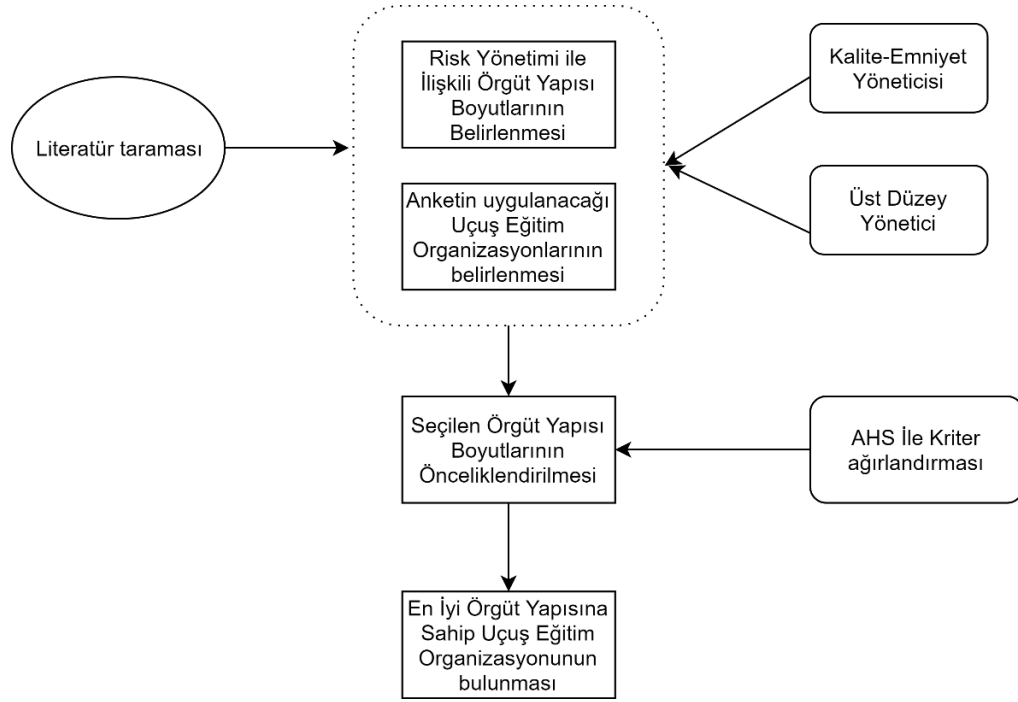 Literatür taraması
Risk Yönetimi ile
İlişkili Örgüt Yapısı
Boyutlarının
Belirlenmesi
Anketin uygulanacağı
Uçuş Eğitim
Organizasyonlarının
belirlenmesi
Kalite-Emniyet
Yöneticisi
Üst Düzey
Yönetici
Seçilen Örgüt Yapısı
Boyutlarının
Önceliklendirilmesi
AHS İle Kriter
ağırlandırması
En İyi Örgüt Yapısına
Sahip Uçuş Eğitim
Organizasyonunun
bulunması